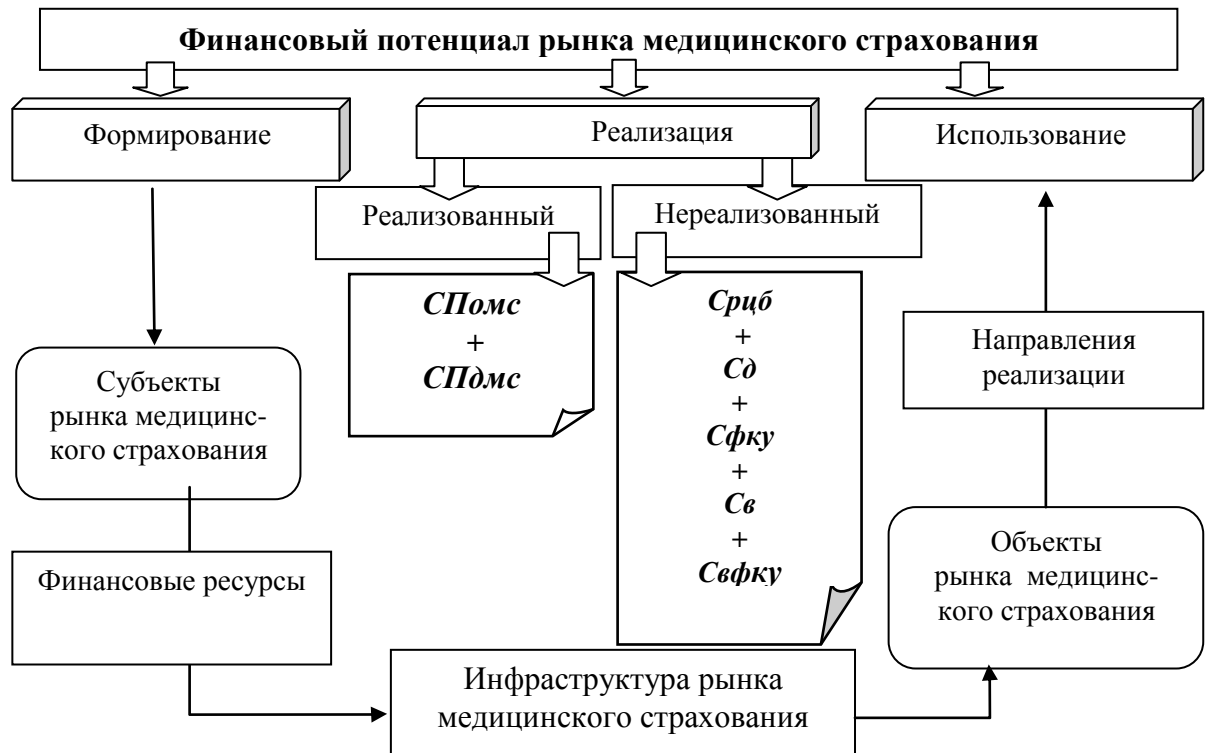 Финансовый потенциал рынка медицинского страхования
Формирование
Реализация
Использование
Реализованный
Нереализованный
СПомс
+
СПдмс
Срцб
+
Сд
+
Сфку
+
Св
+
Свфку
Направления
реализации
Субъекты
рынка медицинс-
кого страхования
Финансовые ресурсы
Объекты
рынка медицинс-
кого страхования
Инфраструктура рынка
медицинского страхования